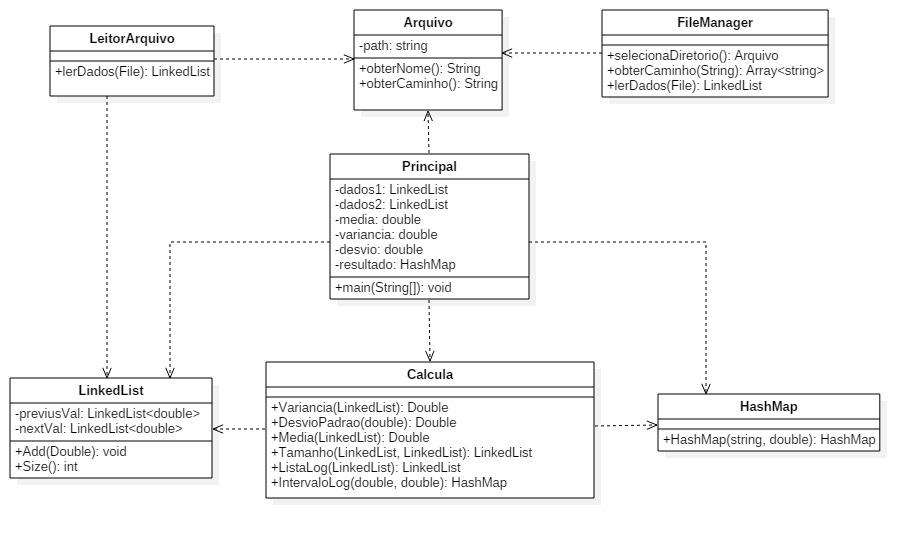 LeitorArquivo
+lerDados(File): LinkedList
Arquivo
-path: string
+obterNome(): String
+obterCaminho(): String
FileManager
+selecionaDiretorio(): Arquivo
+obterCaminho(String): Array<string>
+lerDados(File): LinkedList
Principal
-dados1: LinkedList
-dados2: LinkedList
-media: double
-variancia: double
-desvio: double
-resultado: HashMap
+main(String[]): void
LinkedList
-previusVal: LinkedList<double>
-nextVal: LinkedList<double>
+Add(Double): void
+Size(): int
Calcula
+Variancia(LinkedList): Double
+DesvioPadrao(double): Double
+Media(LinkedList): Double
+Tamanho(LinkedList, LinkedList): LinkedList
+ListaLog(LinkedList): LinkedList
+IntervaloLog(double, double): HashMap
HashMap
+HashMap(string, double): HashMap